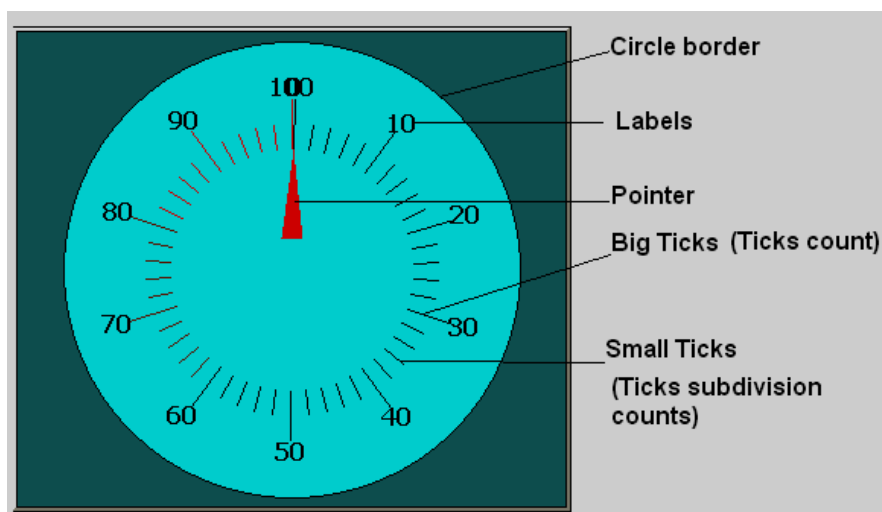 Circle border
100
0
90
10
Labels
Pointer
80
20
Big Ticks (Ticks count)
70
30
Small Ticks
(Ticks subdivision
counts)
60
40
50